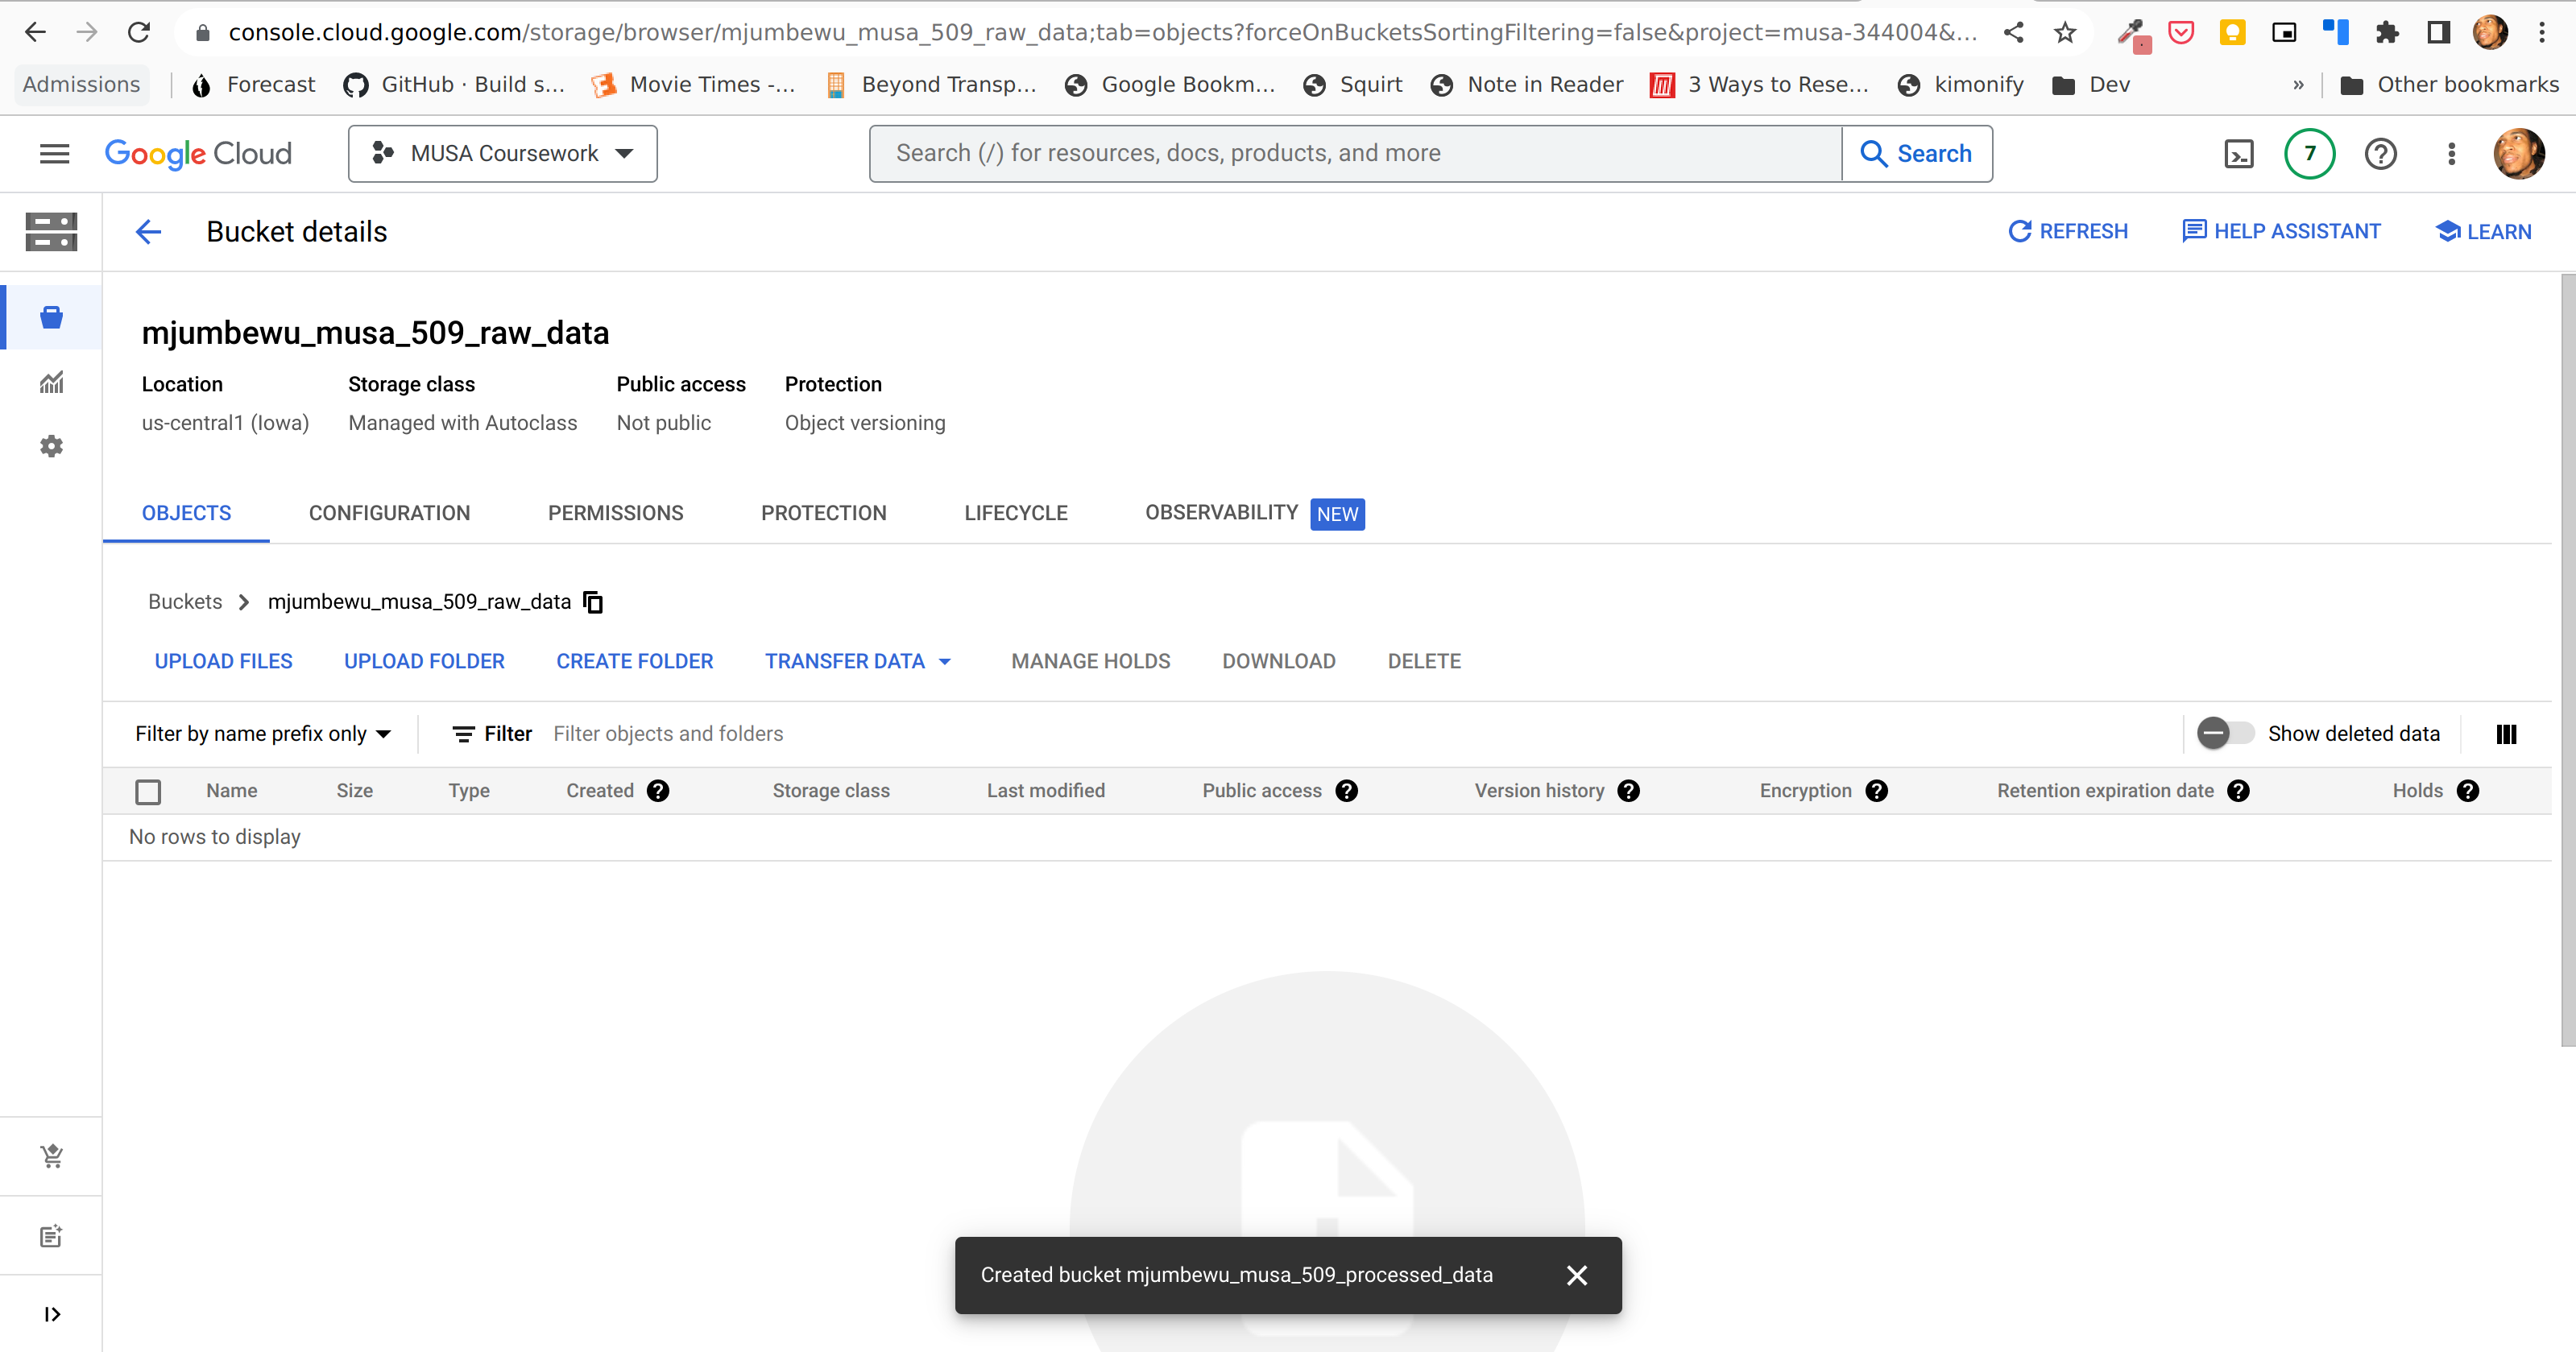 console.cloud.google.com/storage/browser/mjumbewu_musa_509_raw_data;tab=objects?forceOnBucketsSortingFiltering=false&project=musa-344004&...
Admissions Forecast GitHub · Build s... Movie Times -... Beyond Transp... Google Bookm... Squirt Note in Reader 3 Ways to Rese... kimonify Dev » Other bookmarks
Google Cloud MUSA Coursework Search (/) for resources, docs, products, and more Search 7
Bucket details REFRESH HELP ASSISTANT LEARN
mjumbewu_musa_509_raw_data
Location Storage class Public access Protection
us-central1 (Iowa) Managed with Autoclass Not public Object versioning
OBJECTS CONFIGURATION PERMISSIONS PROTECTION LIFECYCLE OBSERVABILITY NEW
Buckets > mjumbewu_musa_509_raw_data
UPLOAD FILES UPLOAD FOLDER CREATE FOLDER TRANSFER DATA MANAGE HOLDS DOWNLOAD DELETE
Filter by name prefix only Filter Filter objects and folders Show deleted data
Name Size Type Created Storage class Last modified Public access Version history Encryption Retention expiration date Holds
No rows to display
Created bucket mjumbewu_musa_509_processed_data